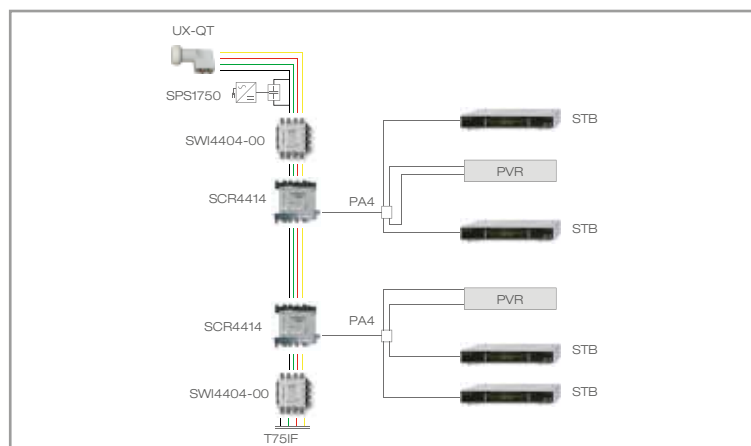 UX-QT
SPS1750
STB
SWI4404-00
PVR
SCR4414
PA4
STB
PVR
SCR4414
PA4
STB
SWI4404-00
STB
T75IF